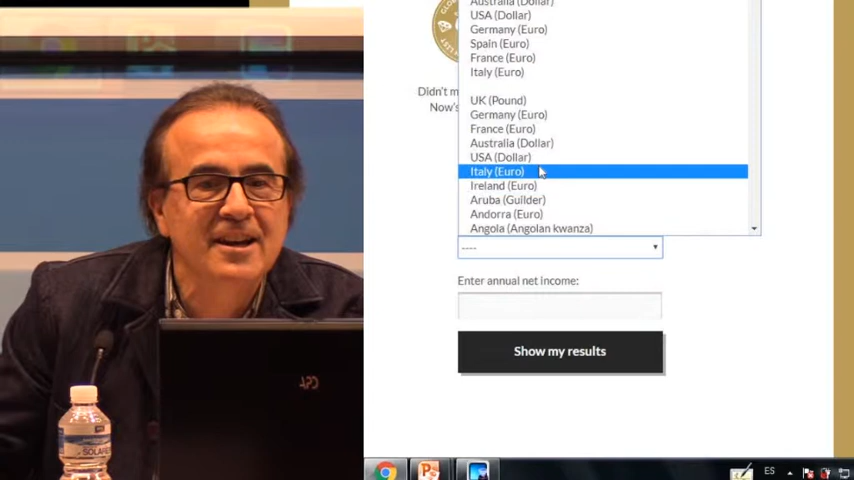 Australia (Dollar)
USA (Dollar)
Germany (Euro)
Spain (Euro)
France (Euro)
Italy (Euro)
Didn't m
Now's
UK (Pound)
Germany (Euro)
France (Euro)
Australia (Dollar)
USA (Dollar)
Italy (Euro)
Ireland (Euro)
Aruba (Guilder)
Andorra (Euro)
Angola (Angolan kwanza)
----
Enter annual net income:
Show my results
ES